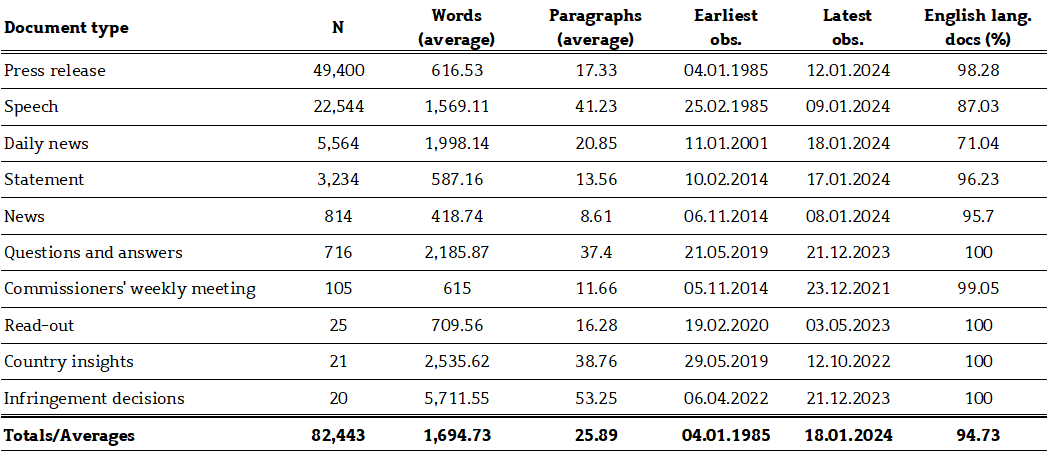 Document type N Words (average) Paragraphs (average) Earliest obs. Latest obs. English lang. docs (%)
Press release 49,400 616.53 17.33 04.01.1985 12.01.2024 98.28
Speech 22,544 1,569.11 41.23 25.02.1985 09.01.2024 87.03
Daily news 5,564 1,998.14 20.85 11.01.2001 18.01.2024 71.04
Statement 3,234 587.16 13.56 10.02.2014 17.01.2024 96.23
News 814 418.74 8.61 06.11.2014 08.01.2024 95.7
Questions and answers 716 2,185.87 37.4 21.05.2019 21.12.2023 100
Commissioners' weekly meeting 105 615 11.66 05.11.2014 23.12.2021 99.05
Read-out 25 709.56 16.28 19.02.2020 03.05.2023 100
Country insights 21 2,535.62 38.76 29.05.2019 12.10.2022 100
Infringement decisions 20 5,711.55 53.25 06.04.2022 21.12.2023 100
Totals/Averages 82,443 1,694.73 25.89 04.01.1985 18.01.2024 94.73